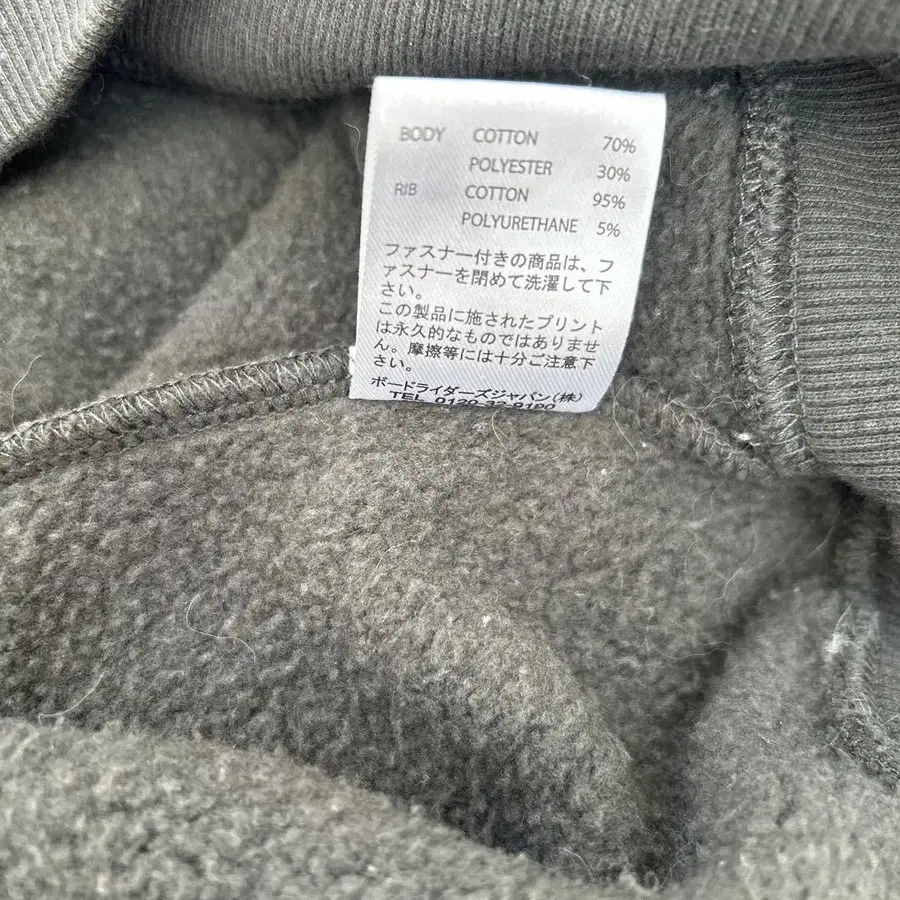 BODY COTTON 70%
POLYESTER 30%
RIB COTTON 95%
POLYURETHANE 5%
ファスナー付きの商品は、フ
ァスナーを閉めて洗濯して下
さい。
この製品に施されたプリント
は永久的なものではありませ
ん。摩擦等には十分ご注意下
さい。
ボードライダーズジャパン(株)
TEL